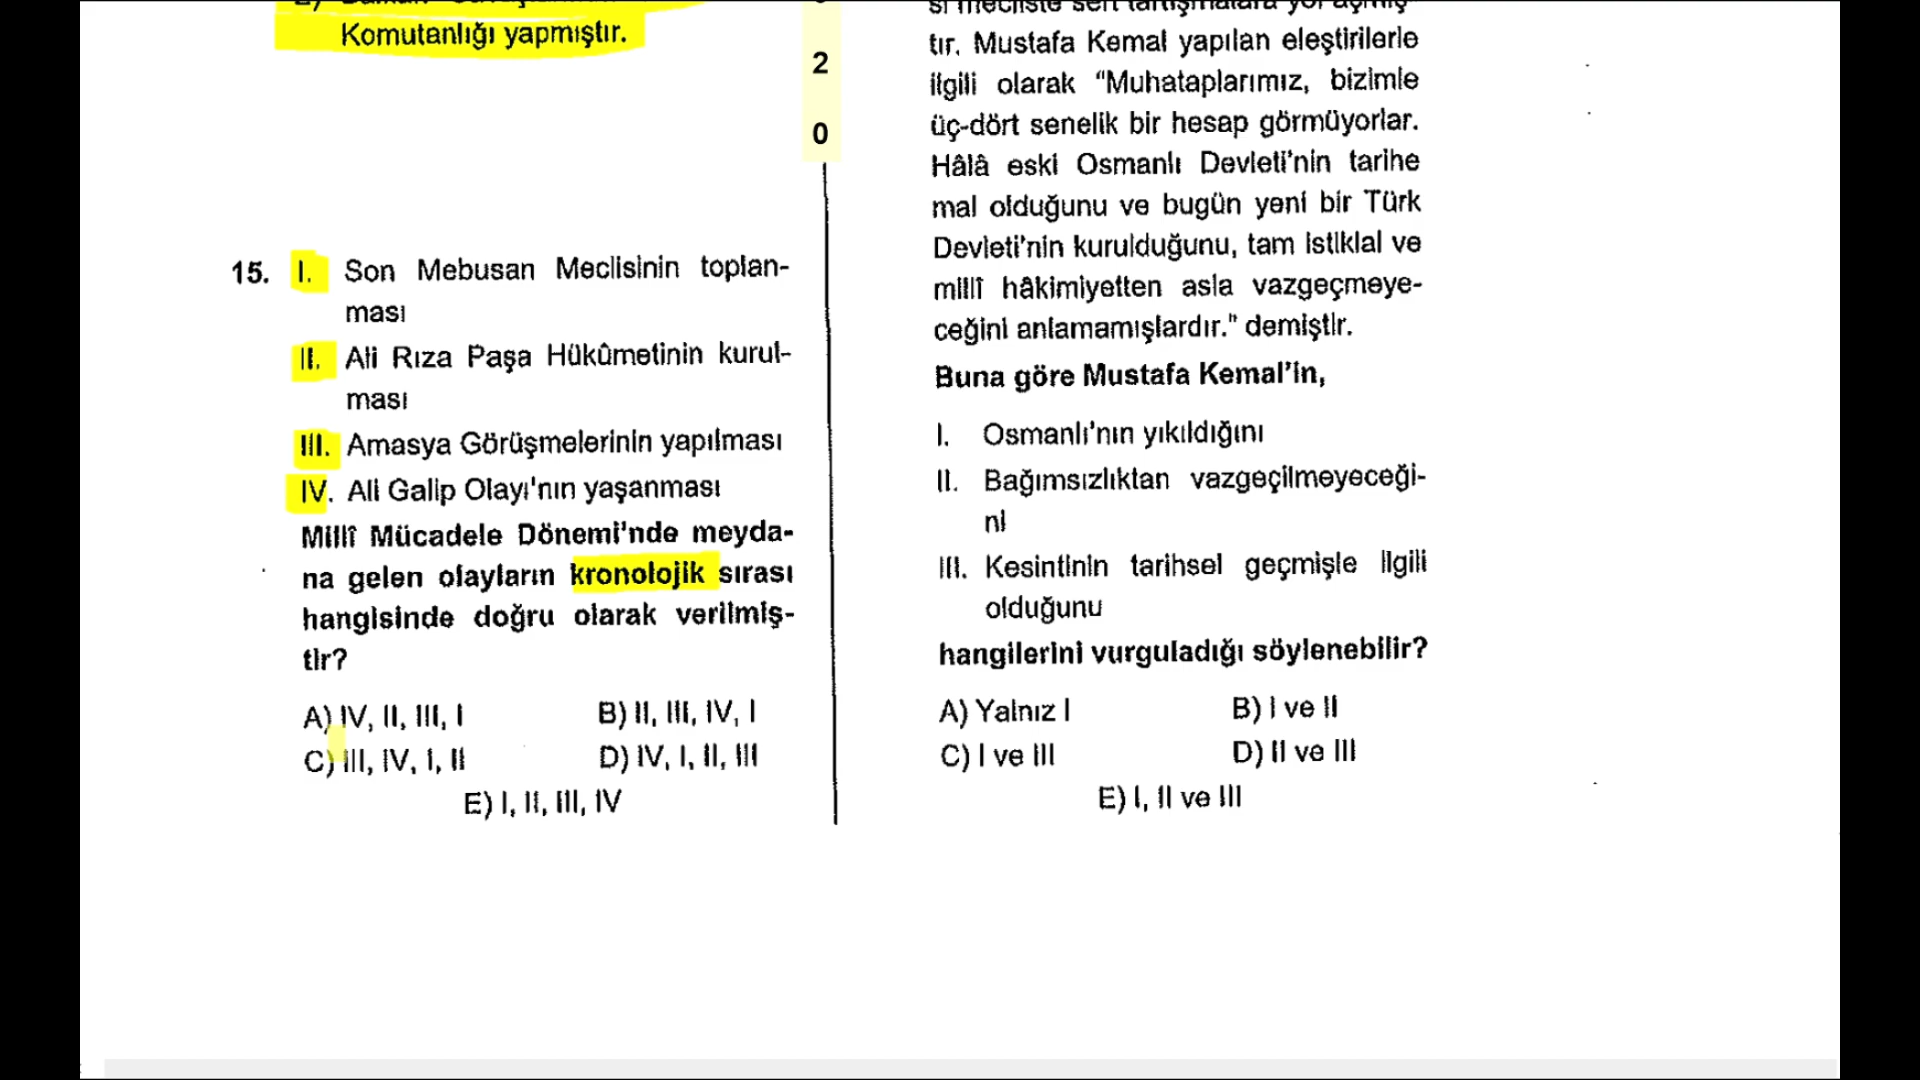 Komutanlığı yapmıştır.
15. I. Son Mebusan Meclisinin toplan-
ması
II. Ali Rıza Paşa Hükûmetinin kurul-
ması
III. Amasya Görüşmelerinin yapılması
IV. Ali Galip Olayı'nın yaşanması
Millî Mücadele Dönemi'nde meyda-
na gelen olayların kronolojik sırası
hangisinde doğru olarak verilmiş-
tir?
A) IV, II, III, I
B) II, III, IV, I
C) III, IV, I, II
D) IV, I, II, III
E) I, II, III, IV
2
0
si mecliste sert tartışmalara yol açmış-
tır. Mustafa Kemal yapılan eleştirilerle
ilgili olarak “Muhataplarımız, bizimle
üç-dört senelik bir hesap görmüyorlar.
Hâlâ eski Osmanlı Devleti'nin tarihe
mal olduğunu ve bugün yeni bir Türk
Devleti'nin kurulduğunu, tam istiklal ve
millî hâkimiyetten asla vazgeçmeye-
ceğini anlamamışlardır." demiştir.
Buna göre Mustafa Kemal'in,
I. Osmanlı'nın yıkıldığını
II. Bağımsızlıktan vazgeçilmeyeceği-
ni
III. Kesintinin tarihsel geçmişle ilgili
olduğunu
hangilerini vurguladığı söylenebilir?
A) Yalnız I
B) I ve II
C) I ve III
D) II ve III
E) I, II ve III